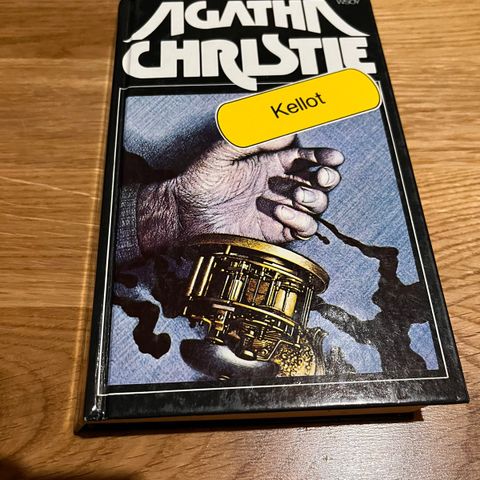 WSOY
AGATHA
CHRISTIE
Kellot